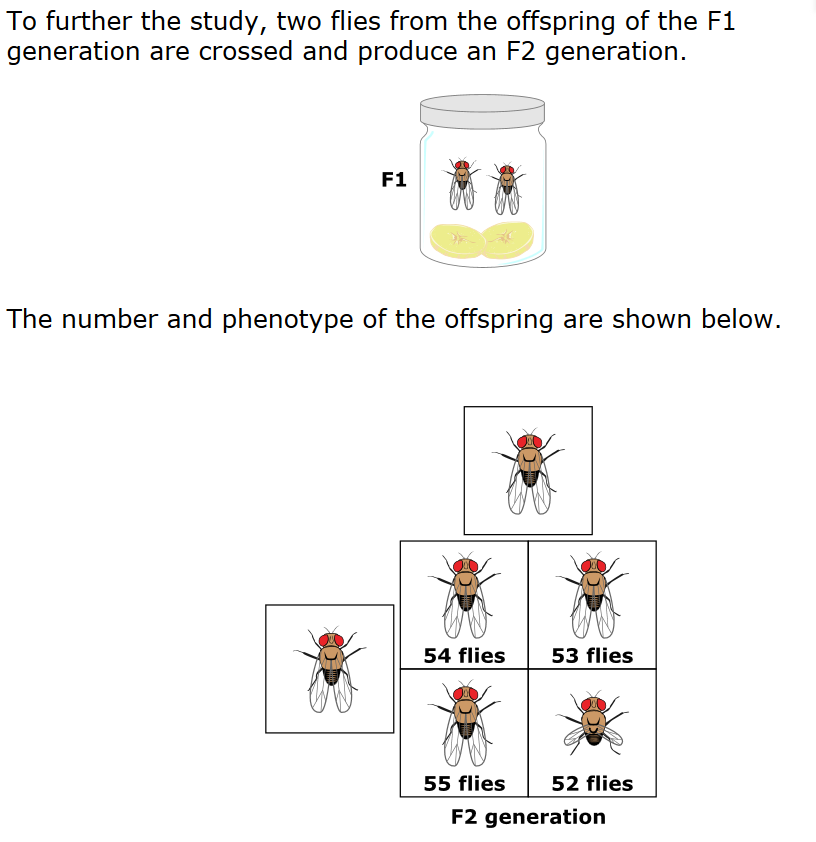 To further the study, two flies from the offspring of the F1
generation are crossed and produce an F2 generation.
F1
The number and phenotype of the offspring are shown below.
54 flies
53 flies
55 flies
52 flies
F2 generation